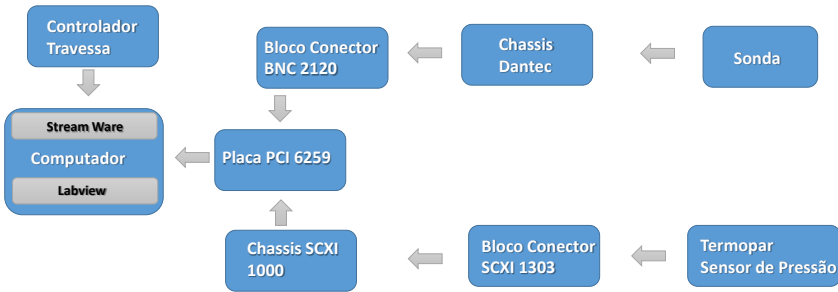 Controlador
Travessa
Bloco Conector
BNC 2120
Chassis
Dantec
Sonda
Stream Ware
Computador
Labview
Placa PCI 6259
Chassis SCXI
1000
Bloco Conector
SCXI 1303
Termopar
Sensor de Pressão